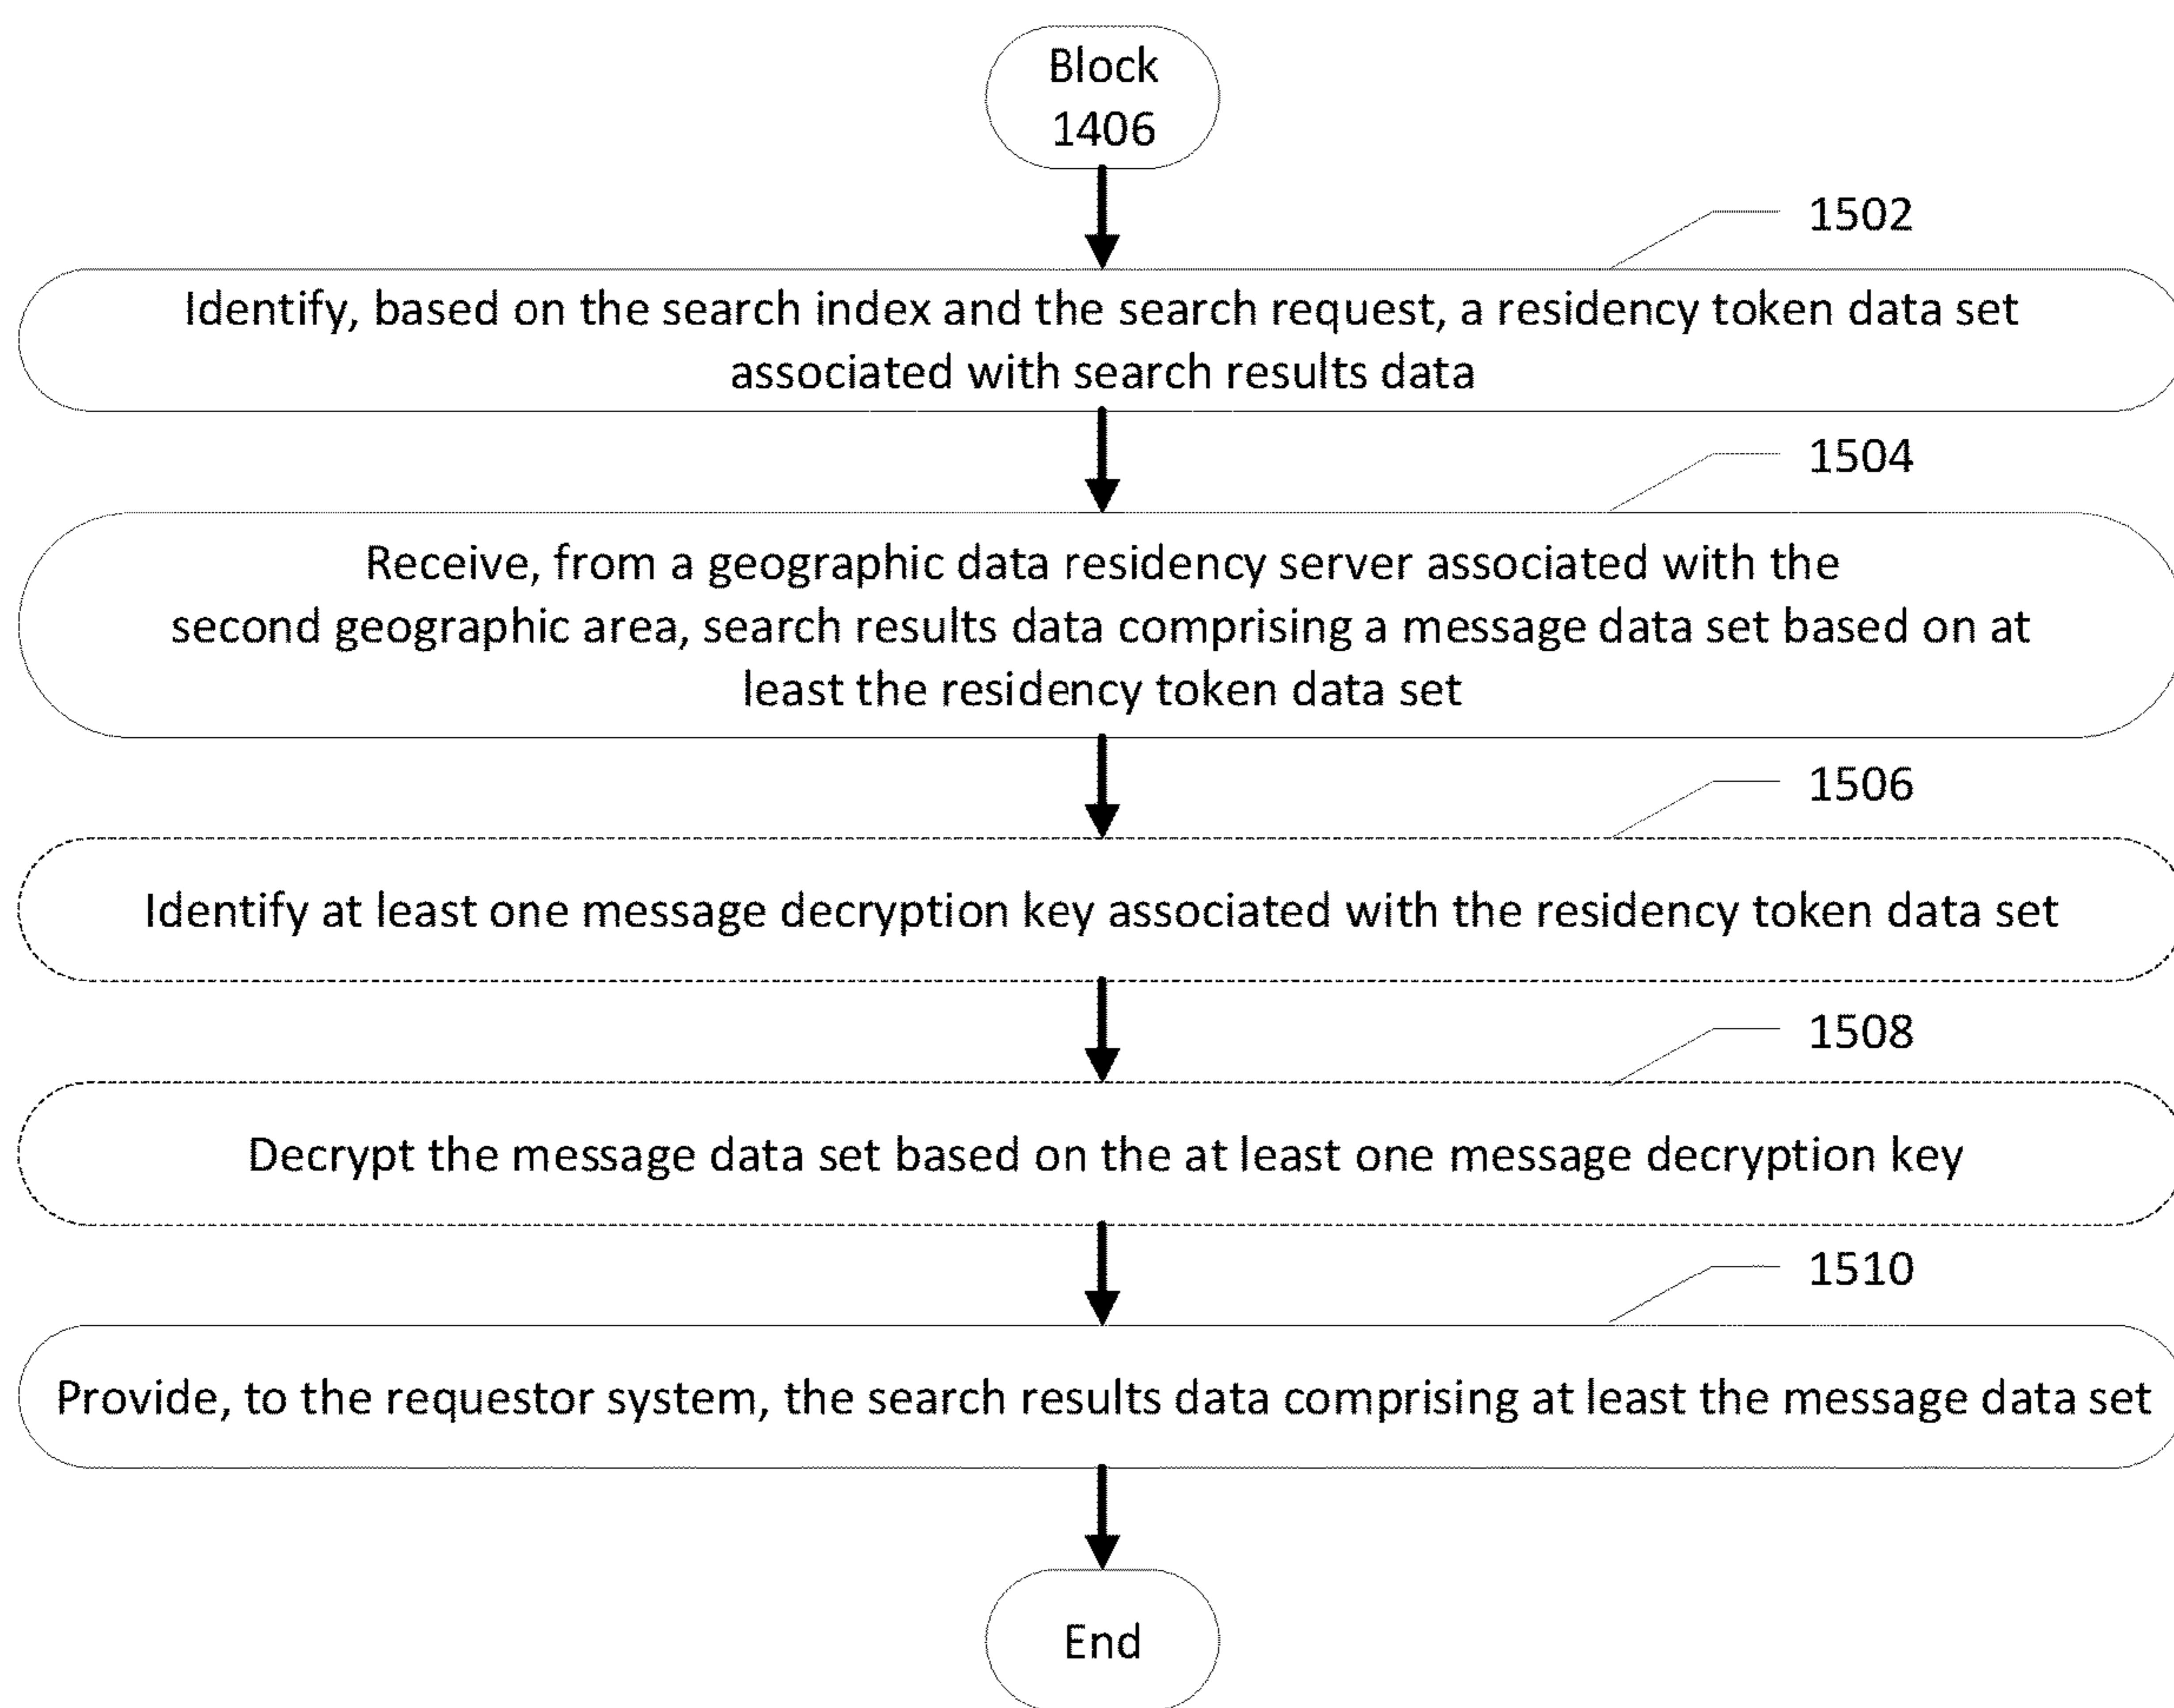 Block
1406
1502
Identify, based on the search index and the search request, a residency token data set
associated with search results data
1504
Receive, from a geographic data residency server associated with the
second geographic area, search results data comprising a message data set based on at
least the residency token data set
1506
Identify at least one message decryption key associated with the residency token data set
1508
Decrypt the message data set based on the at least one message decryption key
1510
Provide, to the requestor system, the search results data comprising at least the message data set
End